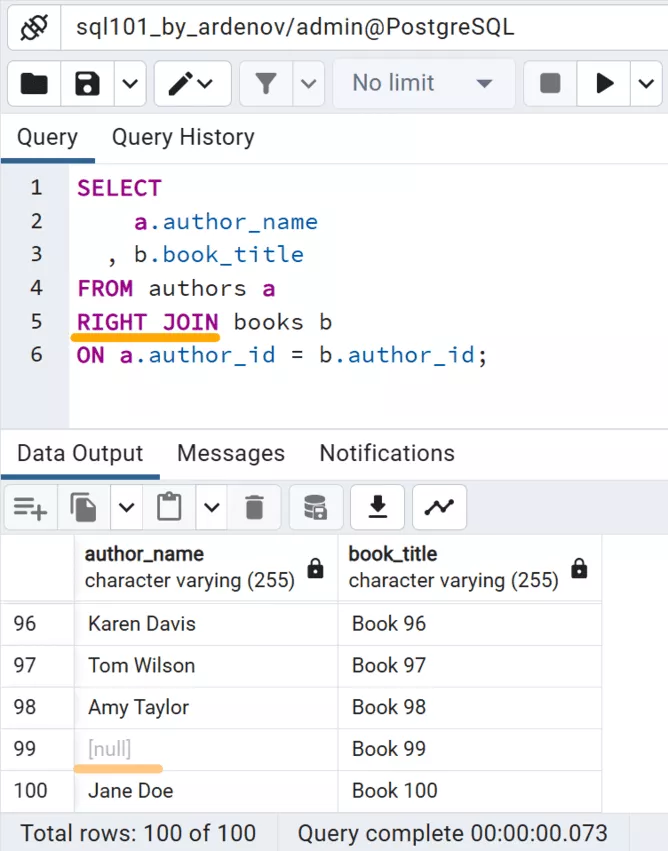 sql101_by_ardenov/admin@PostgreSQL
No limit
Query Query History
1 SELECT
2 a.author_name
3 , b.book_title
4 FROM authors a
5 RIGHT JOIN books b
6 ON a.author_id = b.author_id;
Data Output Messages Notifications
author_name book_title
character varying (255) character varying (255)
96 Karen Davis Book 96
97 Tom Wilson Book 97
98 Amy Taylor Book 98
99 [null] Book 99
100 Jane Doe Book 100
Total rows: 100 of 100 Query complete 00:00:00.073